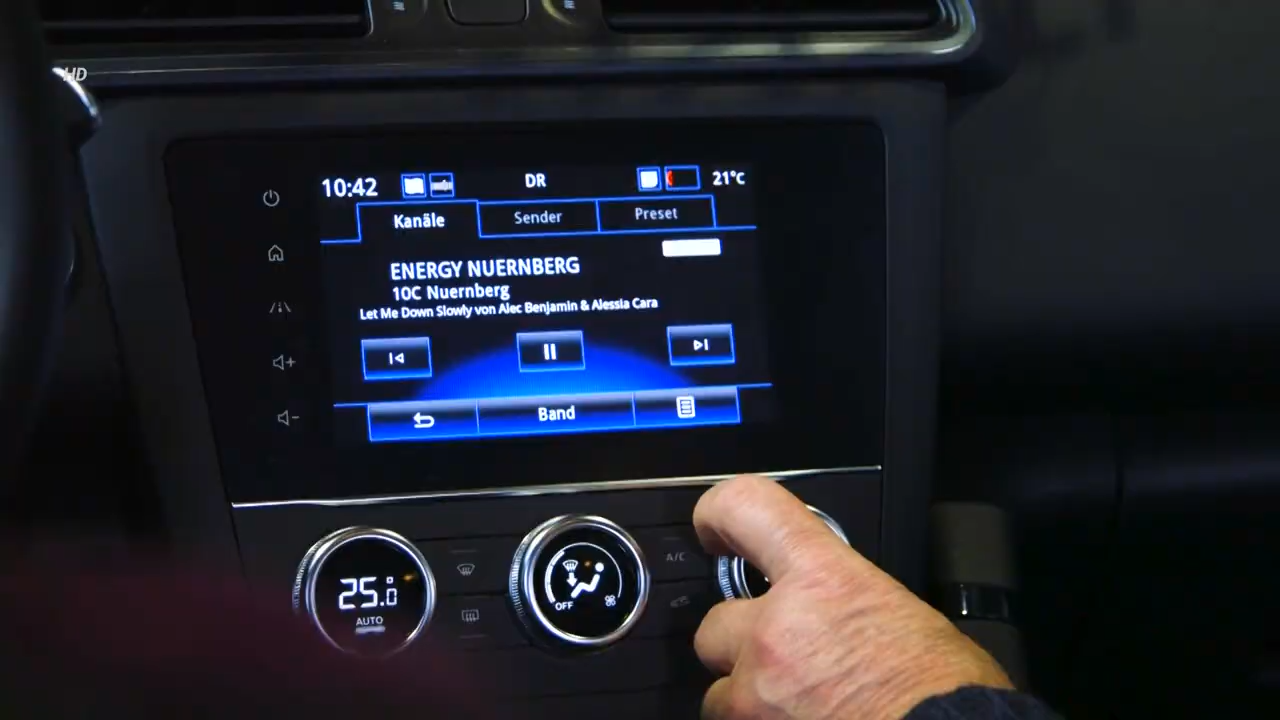 HD
10:42 DR 21°C
Kanäle Sender Preset
ENERGY NUERNBERG
10C Nuernberg
Let Me Down Slowly von Alec Benjamin & Alessia Cara
Band
25.0
AUTO
OFF
A/C